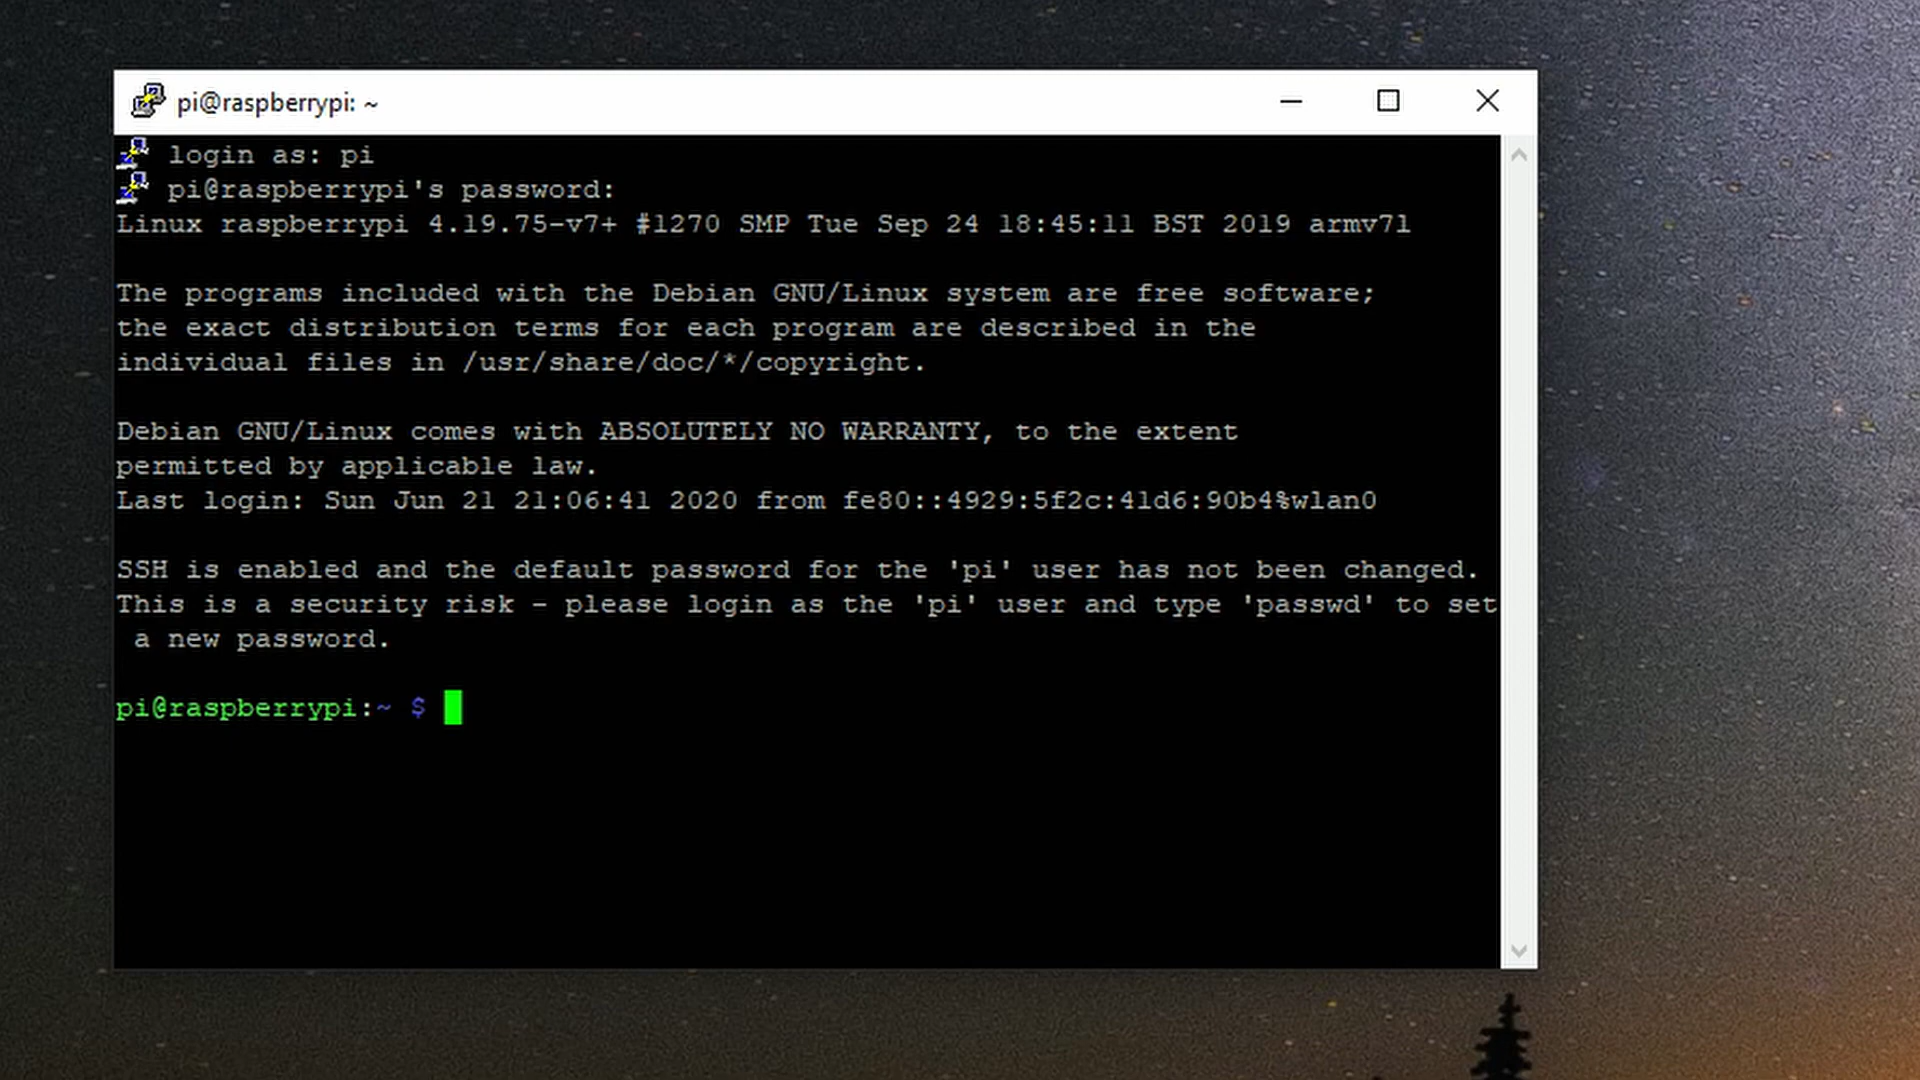 pi@raspberrypi: ~
login as: pi
pi@raspberrypi's password:
Linux raspberrypi 4.19.75-v7+ #1270 SMP Tue Sep 24 18:45:11 BST 2019 armv7l
The programs included with the Debian GNU/Linux system are free software;
the exact distribution terms for each program are described in the
individual files in /usr/share/doc/*/copyright.
Debian GNU/Linux comes with ABSOLUTELY NO WARRANTY, to the extent
permitted by applicable law.
Last login: Sun Jun 21 21:06:41 2020 from fe80::4929:5f2c:41d6:90b4%wlan0
SSH is enabled and the default password for the 'pi' user has not been changed.
This is a security risk - please login as the 'pi' user and type 'passwd' to set
 a new password.
pi@raspberrypi:~ $